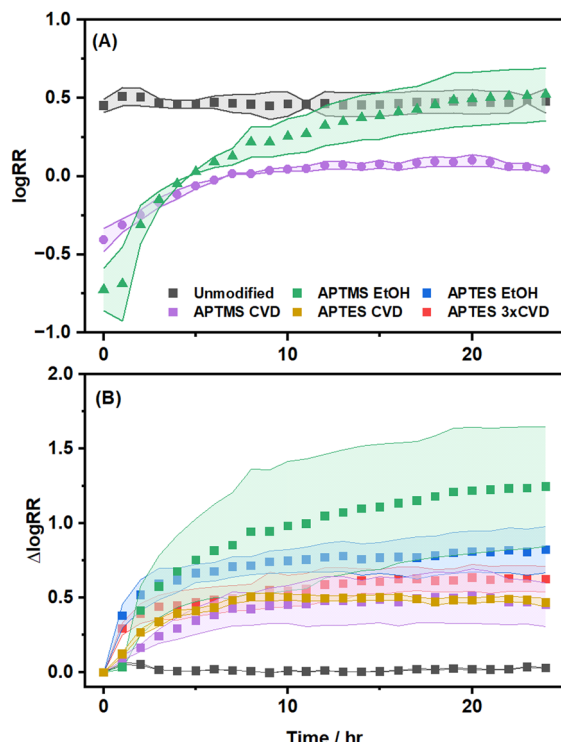 (A)
1.0
0.5
0.0
−0.5
−1.0
logRR
Unmodified APTMS EtOH APTES EtOH
APTMS CVD APTES CVD APTES 3xCVD
0 10 20
(B)
2.0
1.5
1.0
0.5
0.0
ΔlogRR
0 10 20
Time / hr